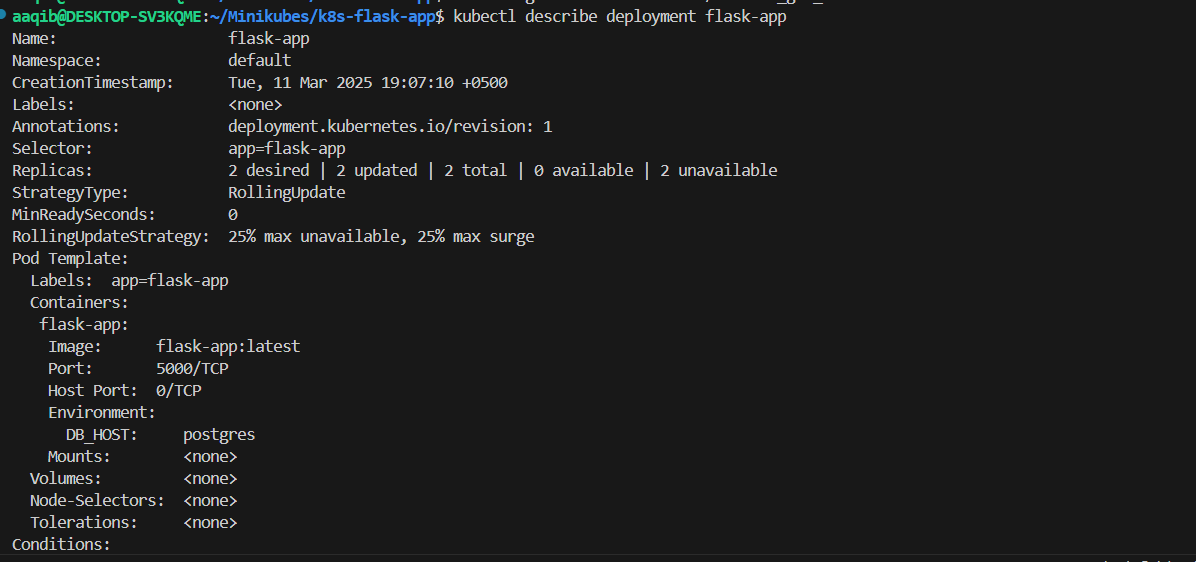 aaqib@DESKTOP-SV3KQME:~/Minikubes/k8s-flask-app$ kubectl describe deployment flask-app
Name:                   flask-app
Namespace:              default
CreationTimestamp:      Tue, 11 Mar 2025 19:07:10 +0500
Labels:                 <none>
Annotations:            deployment.kubernetes.io/revision: 1
Selector:               app=flask-app
Replicas:               2 desired | 2 updated | 2 total | 0 available | 2 unavailable
StrategyType:           RollingUpdate
MinReadySeconds:        0
RollingUpdateStrategy:  25% max unavailable, 25% max surge
Pod Template:
  Labels:  app=flask-app
  Containers:
   flask-app:
    Image:      flask-app:latest
    Port:       5000/TCP
    Host Port:  0/TCP
    Environment:
      DB_HOST:     postgres
    Mounts:        <none>
  Volumes:         <none>
  Node-Selectors:  <none>
  Tolerations:     <none>
Conditions: